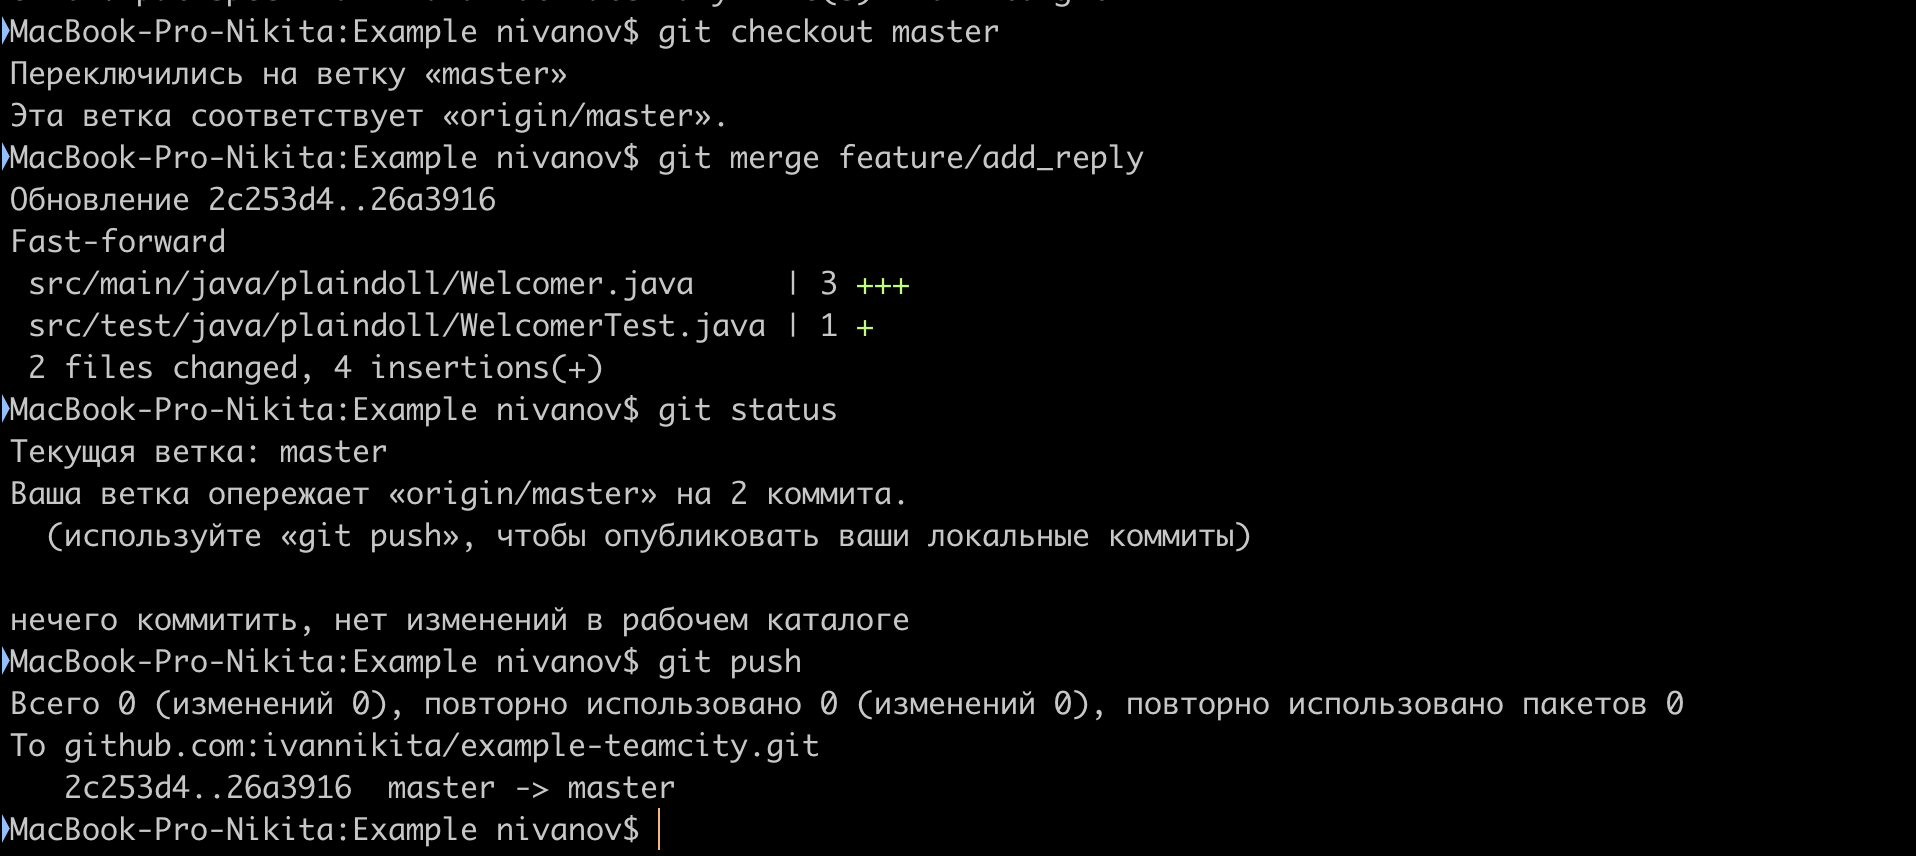 MacBook-Pro-Nikita:Example nivanov$ git checkout master
Переключились на ветку «master»
Эта ветка соответствует «origin/master».
MacBook-Pro-Nikita:Example nivanov$ git merge feature/add_reply
Обновление 2c253d4..26a3916
Fast-forward
 src/main/java/plaindoll/Welcomer.java     | 3 +++
 src/test/java/plaindoll/WelcomerTest.java | 1 +
 2 files changed, 4 insertions(+)
MacBook-Pro-Nikita:Example nivanov$ git status
Текущая ветка: master
Ваша ветка опережает «origin/master» на 2 коммита.
  (используйте «git push», чтобы опубликовать ваши локальные коммиты)

нечего коммитить, нет изменений в рабочем каталоге
MacBook-Pro-Nikita:Example nivanov$ git push
Всего 0 (изменений 0), повторно использовано 0 (изменений 0), повторно использовано пакетов 0
To github.com:ivannikita/example-teamcity.git
   2c253d4..26a3916  master -> master
MacBook-Pro-Nikita:Example nivanov$